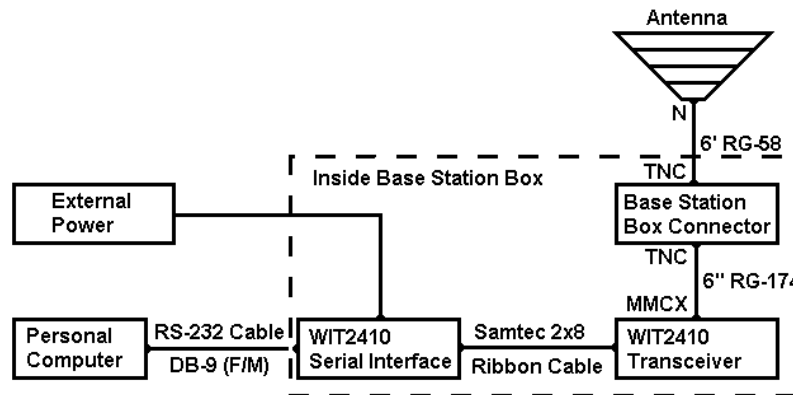 Antenna
N
6' RG-58
Inside Base Station Box
TNC
External
Power
Base Station
Box Connector
TNC
6" RG-174
MMCX
Personal
Computer
RS-232 Cable
DB-9 (F/M)
WIT2410
Serial Interface
Samtec 2x8
Ribbon Cable
WIT2410
Transceiver